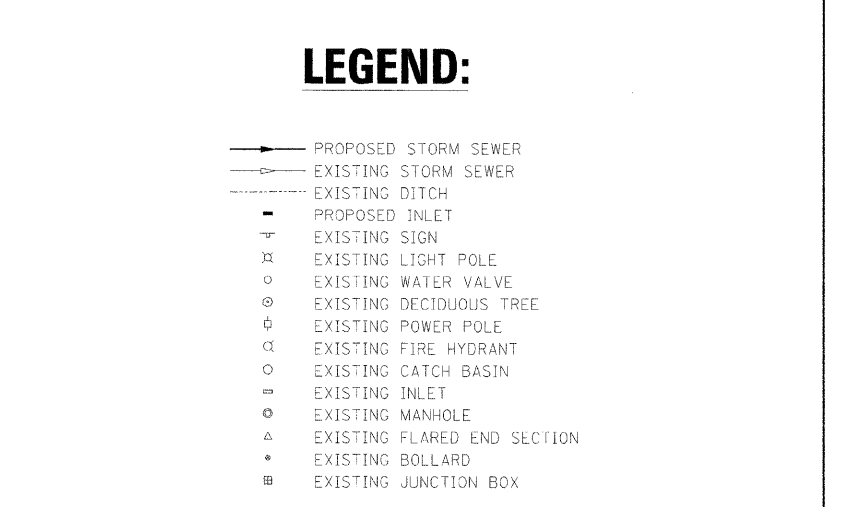 LEGEND:
PROPOSED STORM SEWER
EXISTING STORM SEWER
EXISTING DITCH
PROPOSED INLET
EXISTING SIGN
EXISTING LIGHT POLE
EXISTING WATER VALVE
EXISTING DECIDUOUS TREE
EXISTING POWER POLE
EXISTING FIRE HYDRANT
EXISTING CATCH BASIN
EXISTING INLET
EXISTING MANHOLE
EXISTING FLARED END SECTION
EXISTING BOLLARD
EXISTING JUNCTION BOX